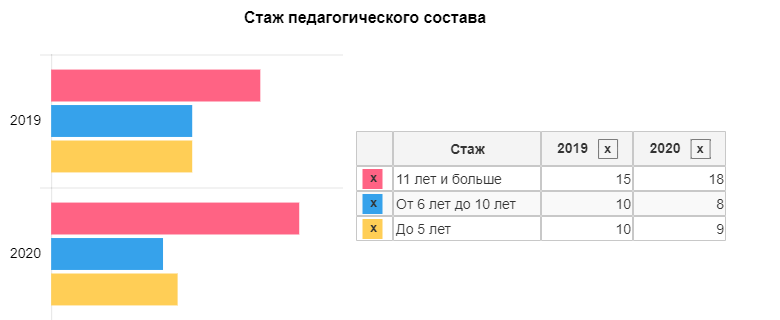 Стаж педагогического состава
2019
2020
Стаж 2019 x 2020 x
x 11 лет и больше 15 18
x От 6 лет до 10 лет 10 8
x До 5 лет 10 9